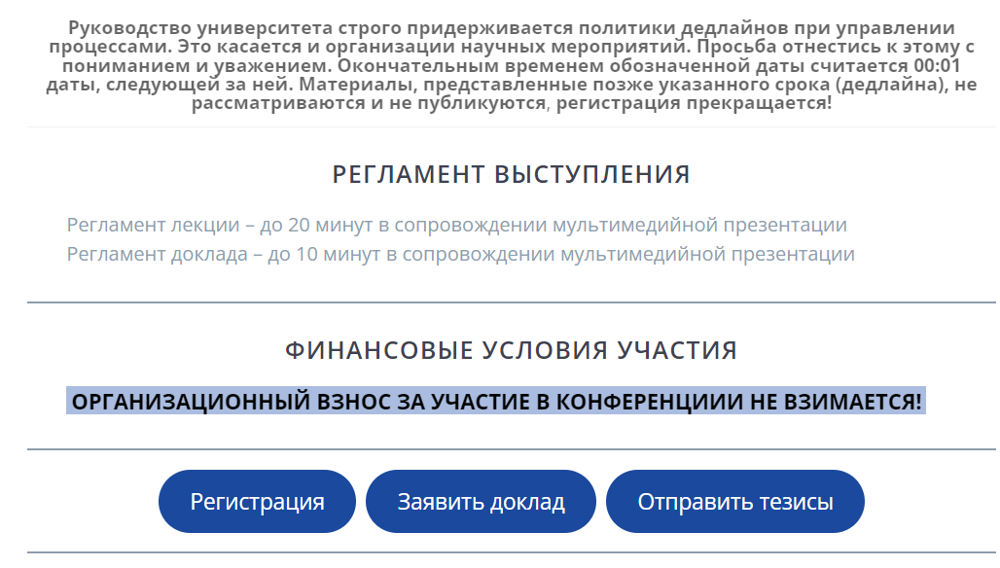 Руководство университета строго придерживается политики дедлайнов при управлении
процессами. Это касается и организации научных мероприятий. Просьба отнестись к этому с
пониманием и уважением. Окончательным временем обозначенной даты считается 00:01
даты, следующей за ней. Материалы, представленные позже указанного срока (дедлайна), не
рассматриваются и не публикуются, регистрация прекращается!
РЕГЛАМЕНТ ВЫСТУПЛЕНИЯ
Регламент лекции – до 20 минут в сопровождении мультимедийной презентации
Регламент доклада – до 10 минут в сопровождении мультимедийной презентации
ФИНАНСОВЫЕ УСЛОВИЯ УЧАСТИЯ
ОРГАНИЗАЦИОННЫЙ ВЗНОС ЗА УЧАСТИЕ В КОНФЕРЕНЦИИИ НЕ ВЗИМАЕТСЯ!
Регистрация Заявить доклад Отправить тезисы